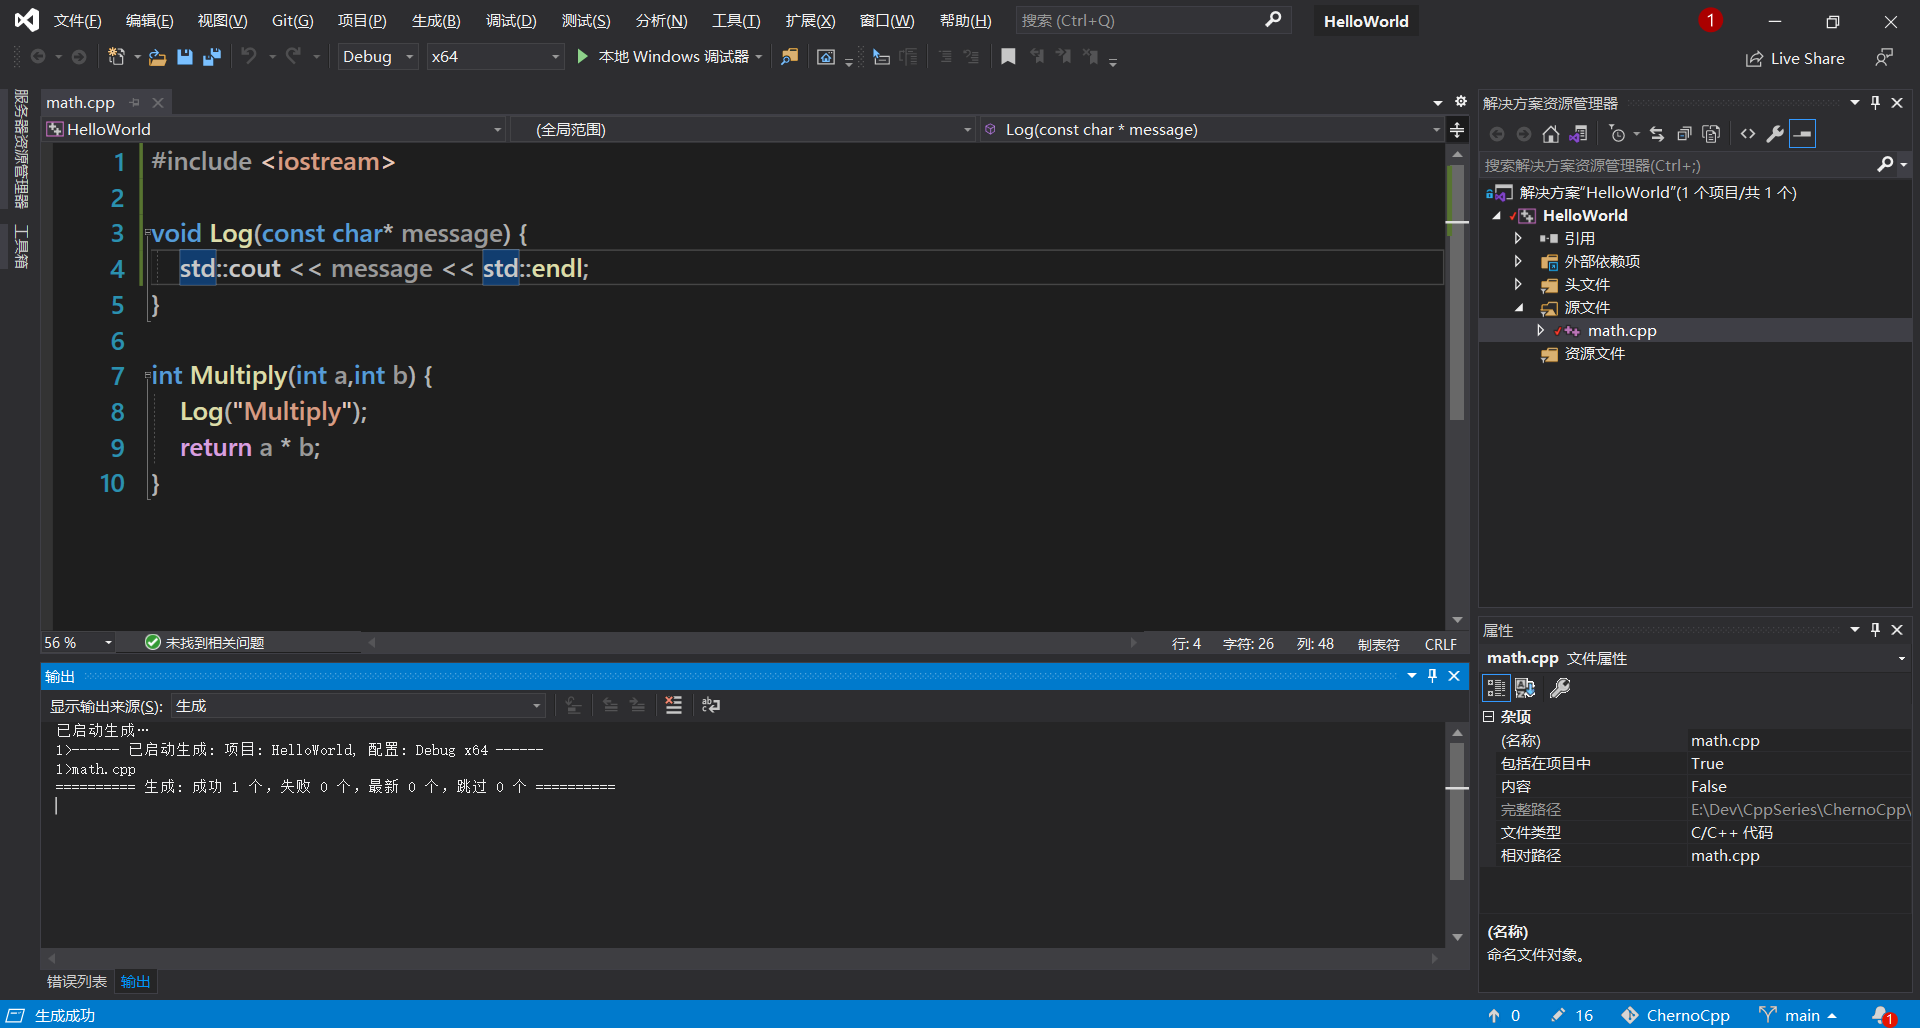 文件(F) 编辑(E) 视图(V) Git(G) 项目(P) 生成(B) 调试(D) 测试(S) 分析(N) 工具(T) 扩展(X) 窗口(W) 帮助(H) 搜索 (Ctrl+Q) HelloWorld 1
Debug x64 本地 Windows 调试器 Live Share
服务器资源管理器
工具箱
math.cpp
HelloWorld (全局范围) Log(const char * message)
1 #include <iostream>
2
3 void Log(const char* message) {
4 std::cout << message << std::endl;
5 }
6
7 int Multiply(int a,int b) {
8 Log("Multiply");
9 return a * b;
10 }
56 % 未找到相关问题 行: 4 字符: 26 列: 48 制表符 CRLF
输出
显示输出来源(S): 生成
已启动生成…
1>------ 已启动生成: 项目: HelloWorld, 配置: Debug x64 ------
1>math.cpp
========== 生成: 成功 1 个，失败 0 个，最新 0 个，跳过 0 个 ==========
错误列表 输出
解决方案资源管理器
搜索解决方案资源管理器(Ctrl+;)
解决方案"HelloWorld"(1 个项目/共 1 个)
HelloWorld
引用
外部依赖项
头文件
源文件
math.cpp
资源文件
属性
math.cpp 文件属性
杂项
(名称) math.cpp
包括在项目中 True
内容 False
完整路径 E:\Dev\CppSeries\ChernoCpp\
文件类型 C/C++ 代码
相对路径 math.cpp
(名称)
命名文件对象。
生成成功 0 16 ChernoCpp main 1